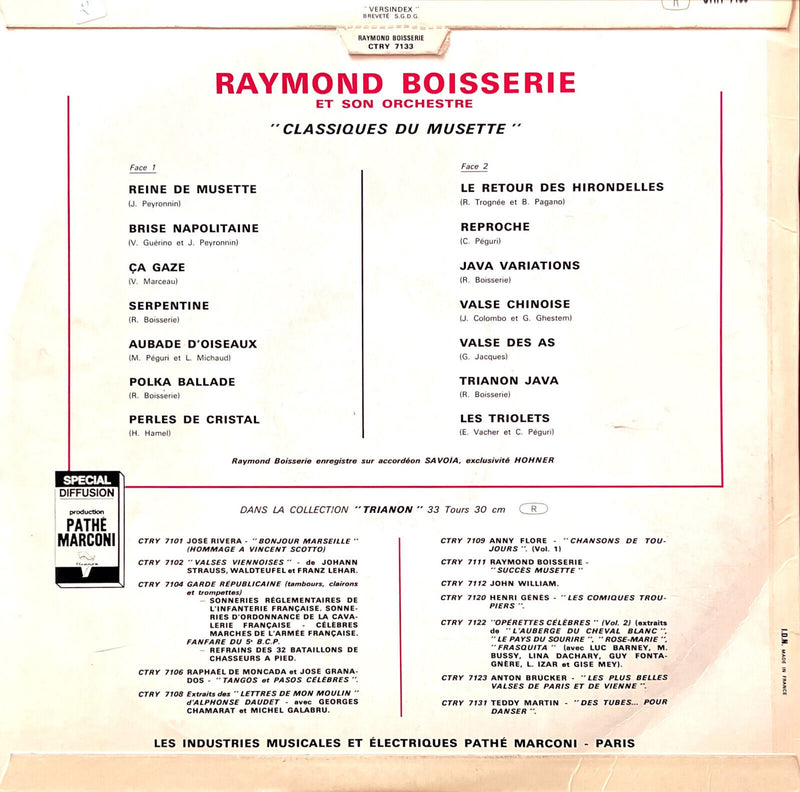 " VERSINDEX "
BREVETÉ S.G.D.G.
R
RAYMOND BOISSERIE
CTRY 7133
RAYMOND BOISSERIE
ET SON ORCHESTRE
" CLASSIQUES DU MUSETTE "
Face 1
REINE DE MUSETTE
(J. Peyronnin)
BRISE NAPOLITAINE
(V. Guérino et J. Peyronnin)
ÇA GAZE
(V. Marceau)
SERPENTINE
(R. Boisserie)
AUBADE D'OISEAUX
(M. Péguri et L. Michaud)
POLKA BALLADE
(R. Boisserie)
PERLES DE CRISTAL
(H. Hamel)
Face 2
LE RETOUR DES HIRONDELLES
(R. Trognée et B. Pagano)
REPROCHE
(C. Péguri)
JAVA VARIATIONS
(R. Boisserie)
VALSE CHINOISE
(J. Colombo et G. Ghestem)
VALSE DES AS
(G. Jacques)
TRIANON JAVA
(R. Boisserie)
LES TRIOLETS
(E. Vacher et C. Péguri)
Raymond Boisserie enregistre sur accordéon SAVOIA, exclusivité HOHNER
SPECIAL
DIFFUSION
production
PATHÉ
MARCONI
DANS LA COLLECTION " TRIANON " 33 Tours 30 cm R
CTRY 7101 JOSÉ RIVERA - " BONJOUR MARSEILLE "
(HOMMAGE A VINCENT SCOTTO)
CTRY 7102 " VALSES VIENNOISES " - de JOHANN
STRAUSS, WALDTEUFEL et FRANZ LEHAR.
CTRY 7104 GARDE RÉPUBLICAINE (tambours, clairons
et trompettes)
— SONNERIES RÉGLEMENTAIRES DE
L'INFANTERIE FRANÇAISE. SONNE-
RIES D'ORDONNANCE DE LA CAVA-
LERIE FRANÇAISE - CÉLÈBRES
MARCHES DE L'ARMÉE FRANÇAISE.
FANFARE DU 5e B.C.P.
— REFRAINS DES 32 BATAILLONS DE
CHASSEURS A PIED.
CTRY 7106 RAPHAËL DE MONCADA et JOSÉ GRANA-
DOS - " TANGOS et PASOS CÉLÈBRES ".
CTRY 7108 Extraits des " LETTRES DE MON MOULIN "
d'ALPHONSE DAUDET - avec GEORGES
CHAMARAT et MICHEL GALABRU.
CTRY 7109 ANNY FLORE - " CHANSONS DE TOU-
JOURS ". (Vol. 1)
CTRY 7111 RAYMOND BOISSERIE -
" SUCCÈS MUSETTE "
CTRY 7112 JOHN WILLIAM.
CTRY 7120 HENRI GÉNÈS - " LES COMIQUES TROU-
PIERS ".
CTRY 7122 "OPÉRETTES CÉLÈBRES " (Vol. 2) (extraits
de " L'AUBERGE DU CHEVAL BLANC ",
" LE PAYS DU SOURIRE ", " ROSE-MARIE ",
" FRASQUITA " (avec LUC BARNEY, M.
BUSSY, LINA DACHARY, GUY FONTA-
GNÈRE, L. IZAR et GISE MEY).
CTRY 7123 ANTON BRUCKER - " LES PLUS BELLES
VALSES DE PARIS ET DE VIENNE ".
CTRY 7131 TEDDY MARTIN - " DES TUBES... POUR
DANSER ".
I.D.N. MADE IN FRANCE
LES INDUSTRIES MUSICALES ET ÉLECTRIQUES PATHÉ MARCONI - PARIS